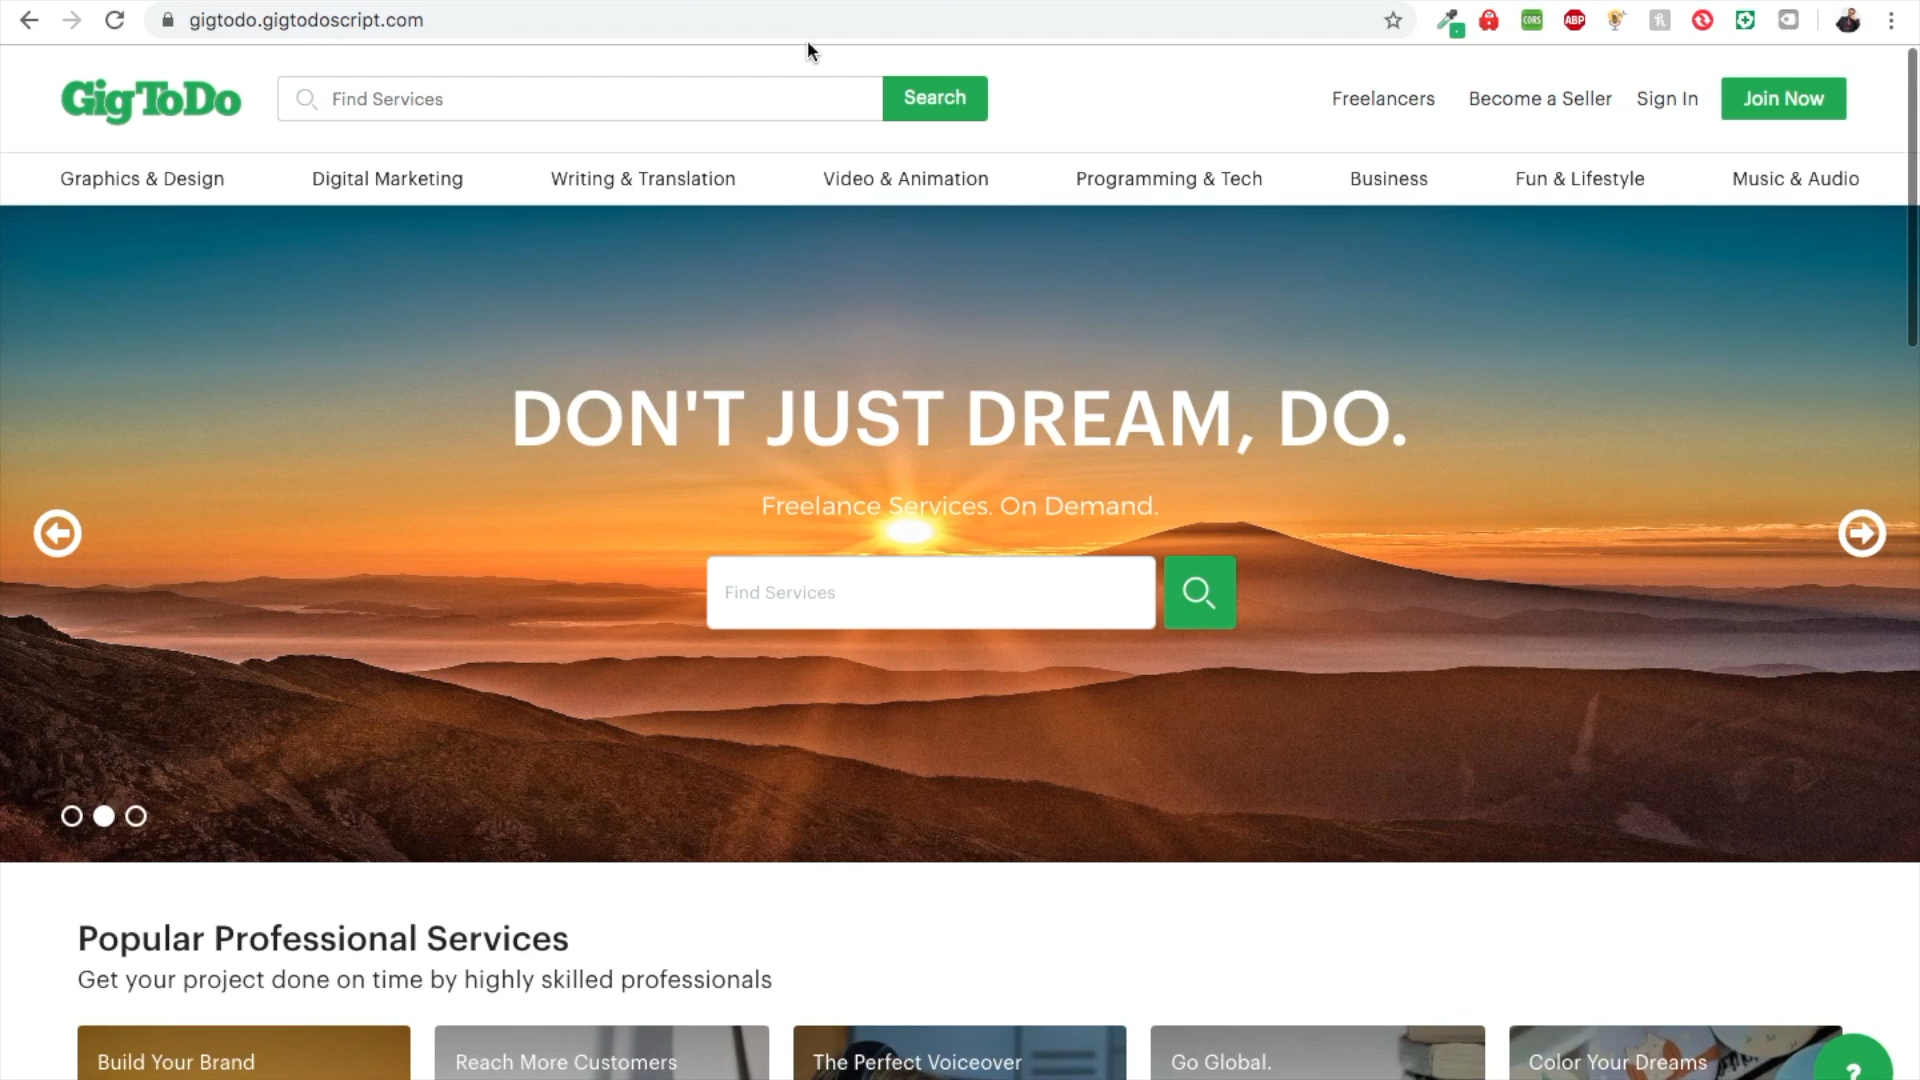 gigtodo.gigtodoscript.com
CORS
ABP
GigToDo
Find Services
Search
Freelancers
Become a Seller
Sign In
Join Now
Graphics & Design
Digital Marketing
Writing & Translation
Video & Animation
Programming & Tech
Business
Fun & Lifestyle
Music & Audio
DON'T JUST DREAM, DO.
Freelance Services. On Demand.
Find Services
Popular Professional Services
Get your project done on time by highly skilled professionals
Build Your Brand
Reach More Customers
The Perfect Voiceover
Go Global.
Color Your Dreams
?